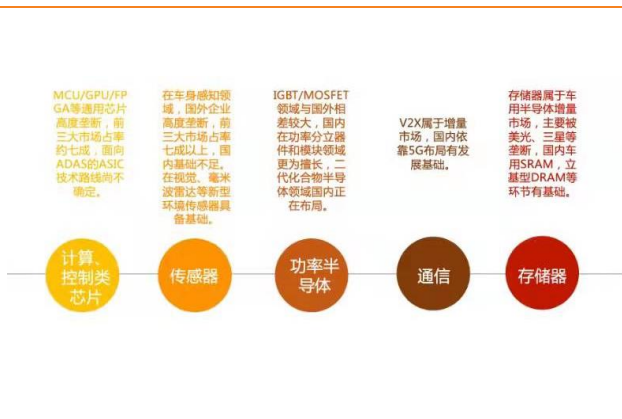 MCU/GPU/FP
GA等通用芯片
高度垄断，前
三大市场占率
约七成，面向
ADAS的ASIC
技术路线尚不
确定。
计算、
控制类
芯片
在车身感知领
域，国外企业
高度垄断，前
三大市场占率
七成以上，国
内基础不足。
在视觉、毫米
波雷达等新型
环境传感器具
备基础。
传感器
IGBT/MOSFET
领域与国外相
差较大，国内
在功率分立器
件和模块领域
更为擅长，二
代化合物半导
体领域国内正
在布局。
功率半
导体
V2X属于增量
市场，国内依
靠5G布局有发
展基础。
通信
存储器属于车
用半导体增量
市场，主要被
美光、三星等
垄断，国内车
用SRAM，立
基型DRAM等
环节有基础。
存储器